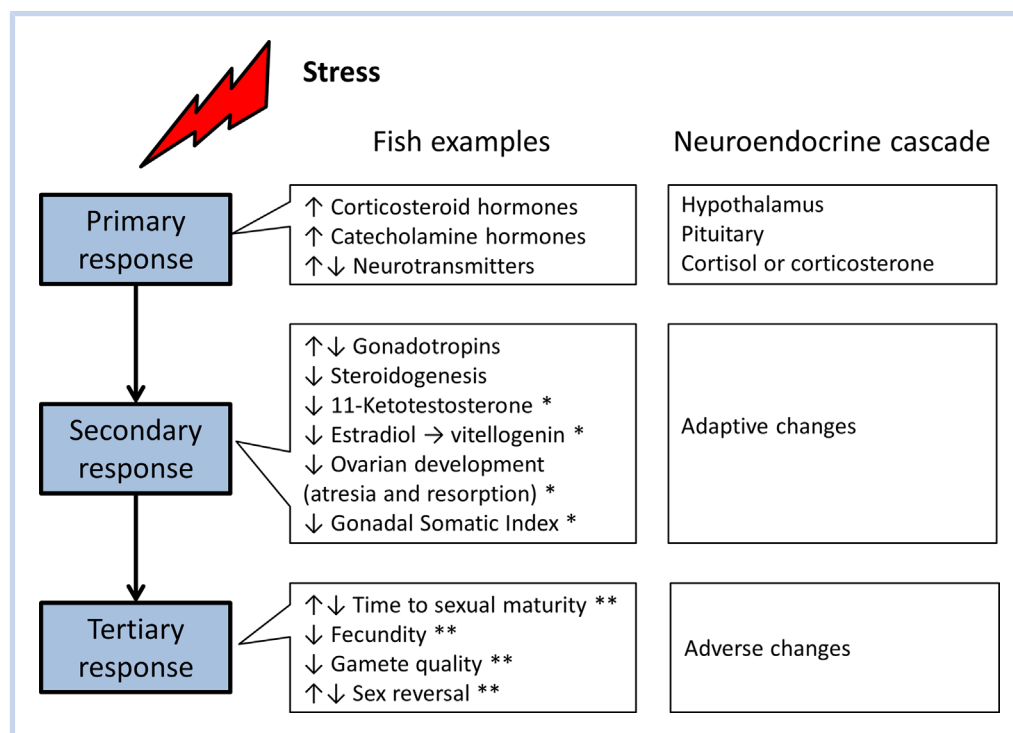 Stress
Fish examples
Neuroendocrine cascade
Primary
response
↑ Corticosteroid hormones
↑ Catecholamine hormones
↑↓ Neurotransmitters
Hypothalamus
Pituitary
Cortisol or corticosterone
Secondary
response
↑↓ Gonadotropins
↓ Steroidogenesis
↓ 11-Ketotestosterone *
↓ Estradiol → vitellogenin *
↓ Ovarian development
(atresia and resorption) *
↓ Gonadal Somatic Index *
Adaptive changes
Tertiary
response
↑↓ Time to sexual maturity **
↓ Fecundity **
↓ Gamete quality **
↑↓ Sex reversal **
Adverse changes